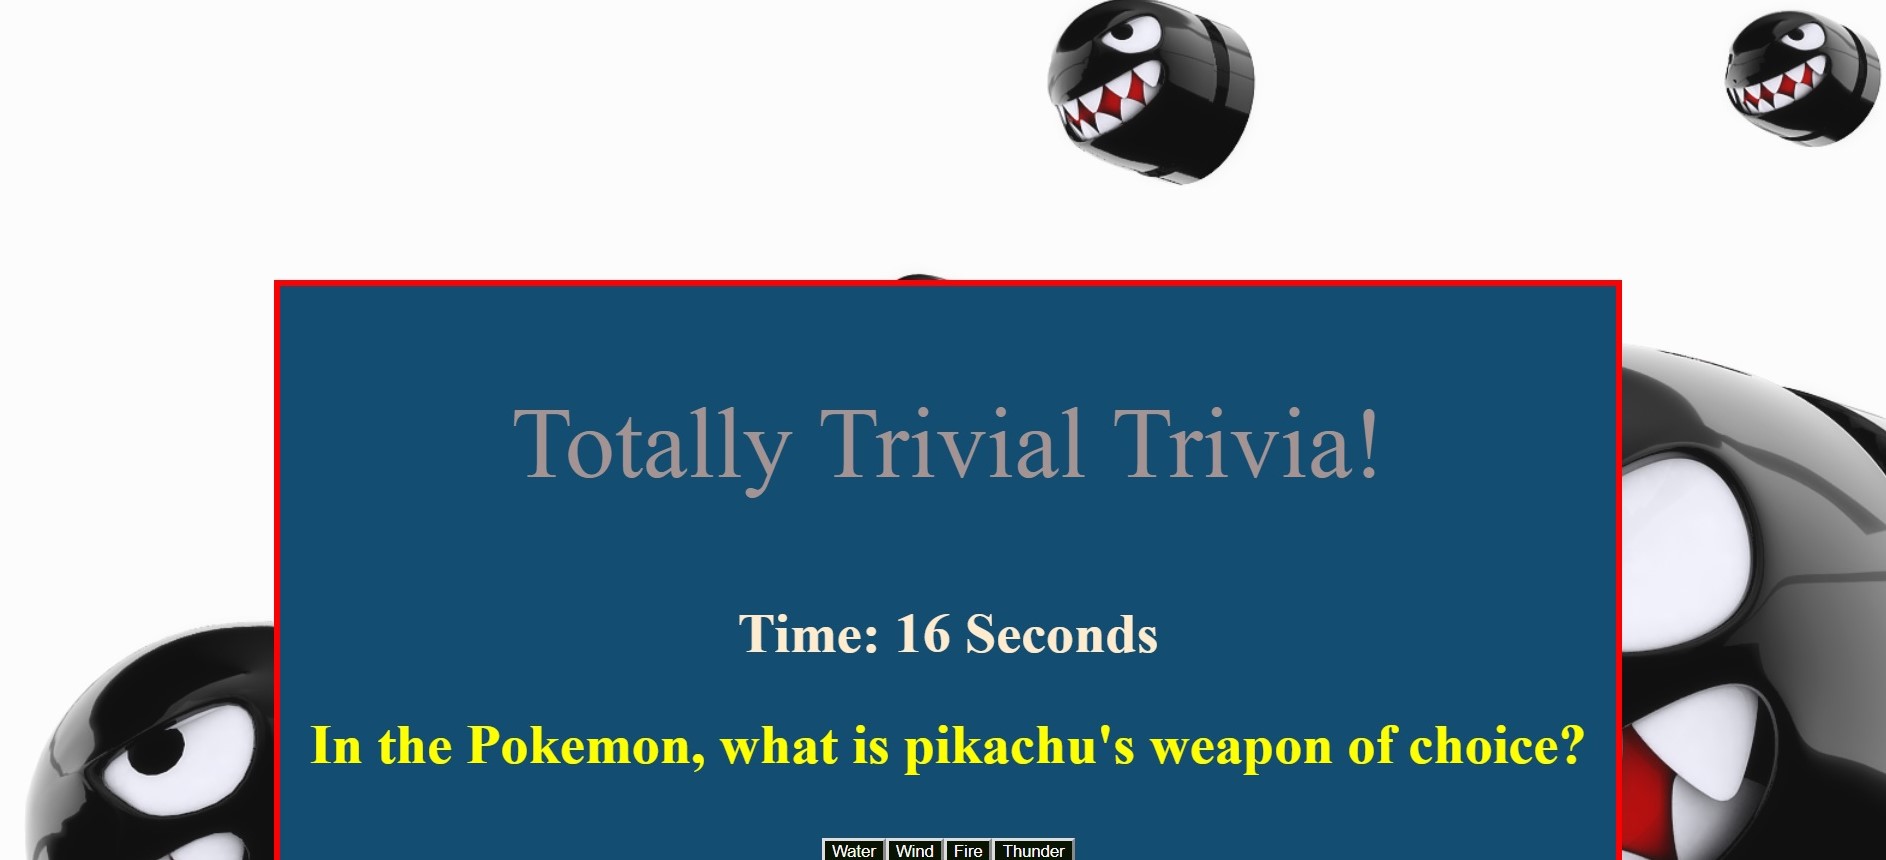 Totally Trivial Trivia!
Time: 16 Seconds
In the Pokemon, what is pikachu's weapon of choice?
Water Wind Fire Thunder